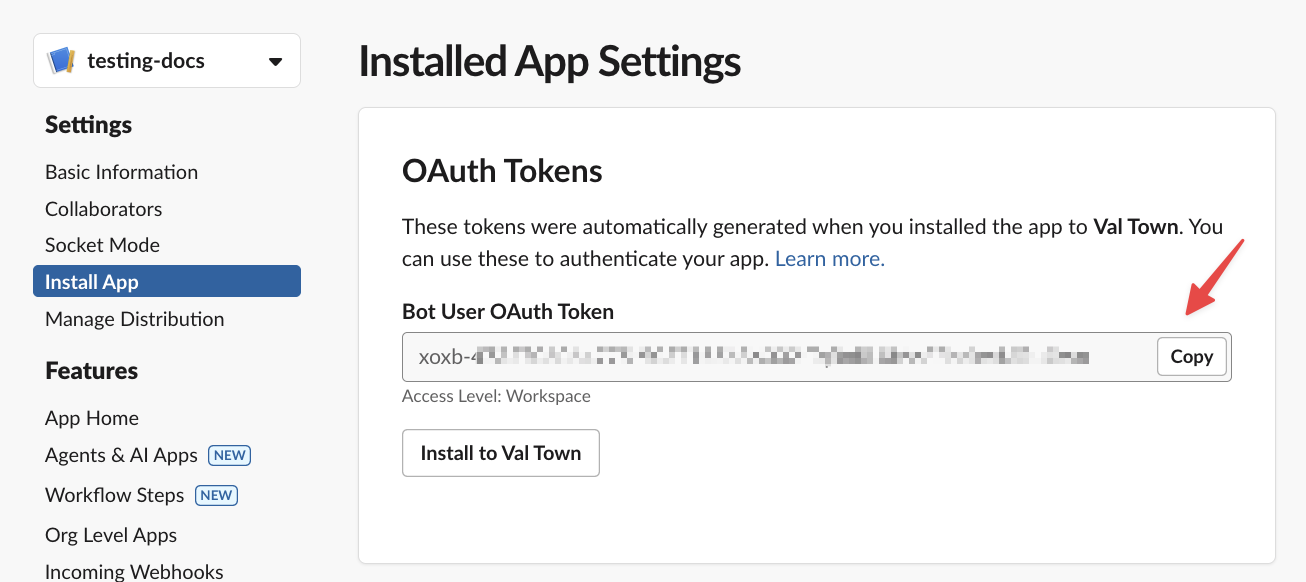 testing-docs
Settings
Basic Information
Collaborators
Socket Mode
Install App
Manage Distribution
Features
App Home
Agents & AI Apps NEW
Workflow Steps NEW
Org Level Apps
Incoming Webhooks
Installed App Settings
OAuth Tokens
These tokens were automatically generated when you installed the app to Val Town. You
can use these to authenticate your app. Learn more.
Bot User OAuth Token
xoxb-
Copy
Access Level: Workspace
Install to Val Town